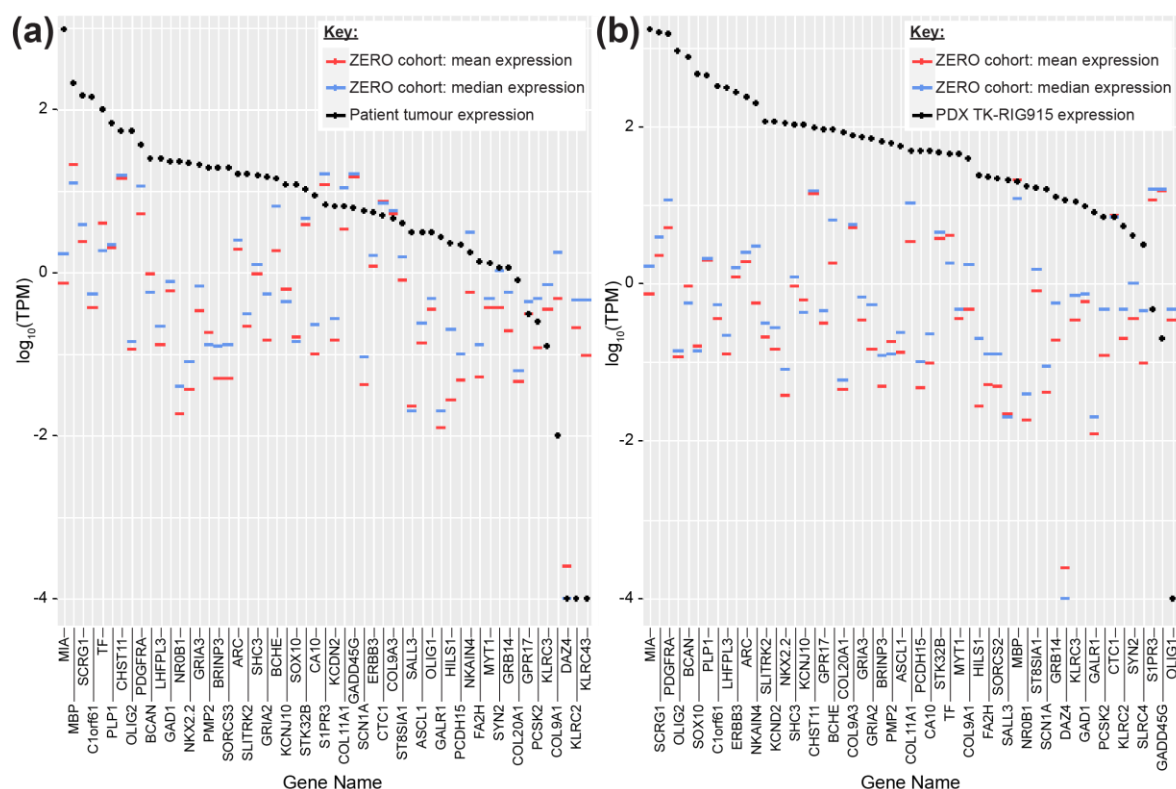 (a)
Key:
ZERO cohort: mean expression
ZERO cohort: median expression
Patient tumour expression
log10(TPM)
2
0
-2
-4
MIA
MBP
SCRG1
C1orf61
TF
PLP1
CHST11
OLIG2
PDGFRA
BCAN
LHFPL3
GAD1
NR0B1
NKX2.2
GRIA3
PMP2
BRINP3
SORCS3
ARC
SLITRK2
SHC3
GRIA2
BCHE
KCNJ10
SOX10
STK32B
CA10
S1PR3
KCDN2
COL11A1
GADD45G
SCN1A
ERBB3
CTC1
COL9A3
ST8SIA1
SALL3
ASCL1
OLIG1
GALR1
HILS1
PCDH15
NKAIN4
FA2H
MYT1
SYN2
GRB14
COL20A1
GPR17
PCSK2
KLRC3
COL9A1
DAZ4
KLRC2
KLRC43
Gene Name
(b)
Key:
ZERO cohort: mean expression
ZERO cohort: median expression
PDX TK-RIG915 expression
log10(TPM)
2
0
-2
-4
MIA
SCRG1
PDGFRA
OLIG2
BCAN
SOX10
PLP1
C1orf61
LHFPL3
ERBB3
ARC
NKAIN4
SLITRK2
KCND2
NKX2.2
SHC3
KCNJ10
CHST11
GPR17
BCHE
COL20A1
COL9A3
GRIA2
BRINP3
PMP2
ASCL1
COL11A1
PCDH15
CA10
STK32B
TF
MYT1
COL9A1
HILS1
FA2H
SORCS2
SALL3
MBP
NR0B1
ST8SIA1
SCN1A
GRB14
DAZ4
KLRC3
GAD1
GALR1
PCSK2
CTC1
KLRC2
SYN2
SLRC4
S1PR3
GADD45G
OLIG1
Gene Name